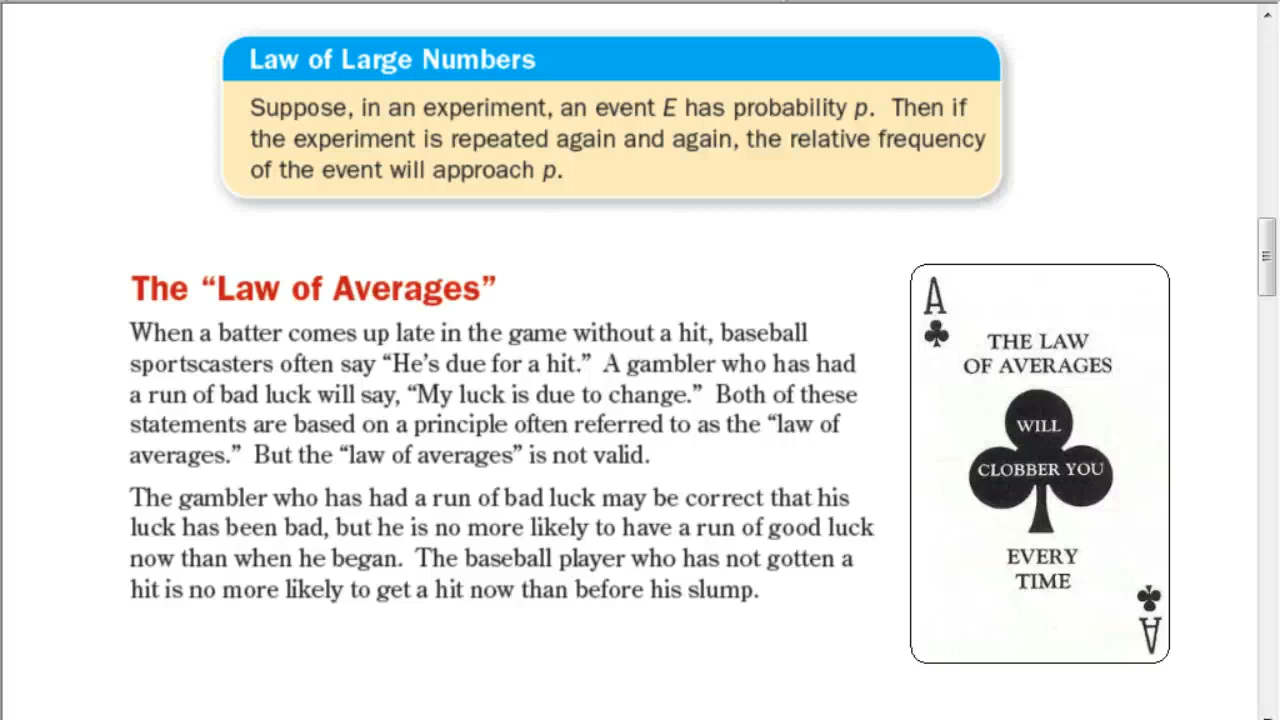 Law of Large Numbers
Suppose, in an experiment, an event E has probability p. Then if
the experiment is repeated again and again, the relative frequency
of the event will approach p.
The “Law of Averages”
When a batter comes up late in the game without a hit, baseball
sportscasters often say “He’s due for a hit.” A gambler who has had
a run of bad luck will say, “My luck is due to change.” Both of these
statements are based on a principle often referred to as the “law of
averages.” But the “law of averages” is not valid.
The gambler who has had a run of bad luck may be correct that his
luck has been bad, but he is no more likely to have a run of good luck
now than when he began. The baseball player who has not gotten a
hit is no more likely to get a hit now than before his slump.
A
THE LAW
OF AVERAGES
WILL
CLOBBER YOU
EVERY
TIME
A